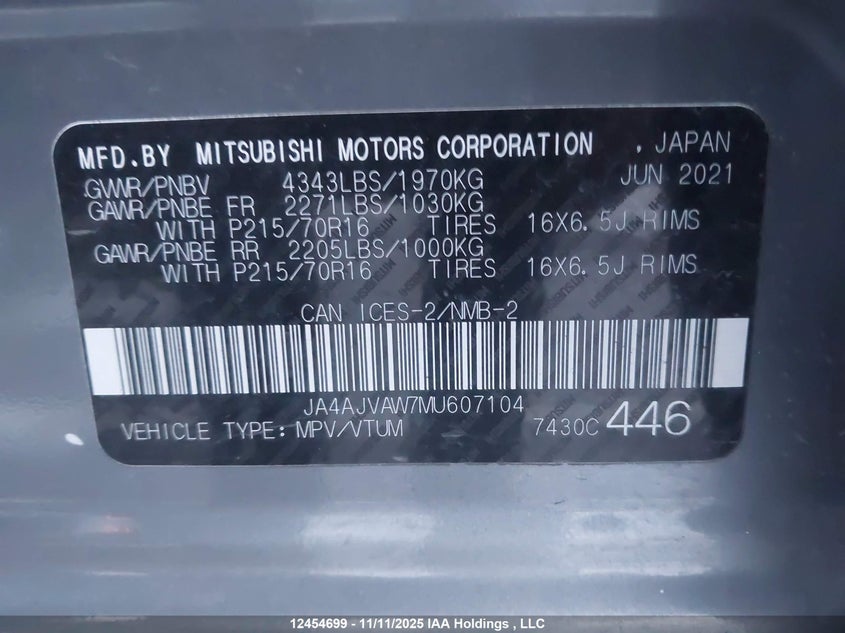 MFD.BY MITSUBISHI MOTORS CORPORATION , JAPAN
GVWR/PNBV 4343LBS/1970KG JUN 2021
GAWR/PNBE FR 2271LBS/1030KG
WITH P215/70R16 TIRES 16X6.5J RIMS
GAWR/PNBE RR 2205LBS/1000KG
WITH P215/70R16 TIRES 16X6.5J RIMS
CAN ICES-2/NMB-2
JA4AJVAW7MU607104
VEHICLE TYPE: MPV/VTUM 7430C 446
12454699 - 11/11/2025 IAA Holdings , LLC